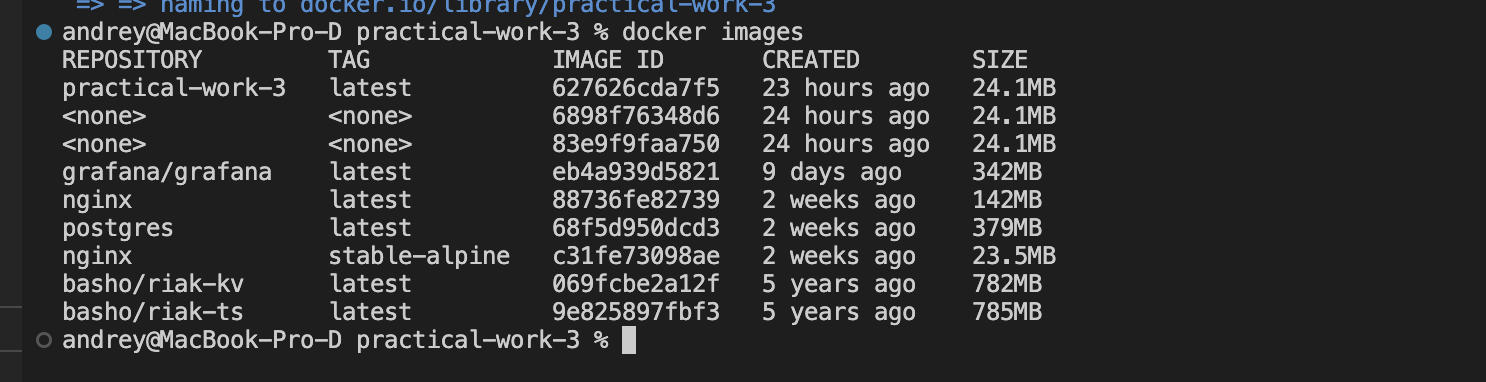 => => naming to docker.io/library/practical-work-3
andrey@MacBook-Pro-D practical-work-3 % docker images
REPOSITORY TAG IMAGE ID CREATED SIZE
practical-work-3 latest 627626cda7f5 23 hours ago 24.1MB
<none> <none> 6898f76348d6 24 hours ago 24.1MB
<none> <none> 83e9f9faa750 24 hours ago 24.1MB
grafana/grafana latest eb4a939d5821 9 days ago 342MB
nginx latest 88736fe82739 2 weeks ago 142MB
postgres latest 68f5d950dcd3 2 weeks ago 379MB
nginx stable-alpine c31fe73098ae 2 weeks ago 23.5MB
basho/riak-kv latest 069fcbe2a12f 5 years ago 782MB
basho/riak-ts latest 9e825897fbf3 5 years ago 785MB
andrey@MacBook-Pro-D practical-work-3 %